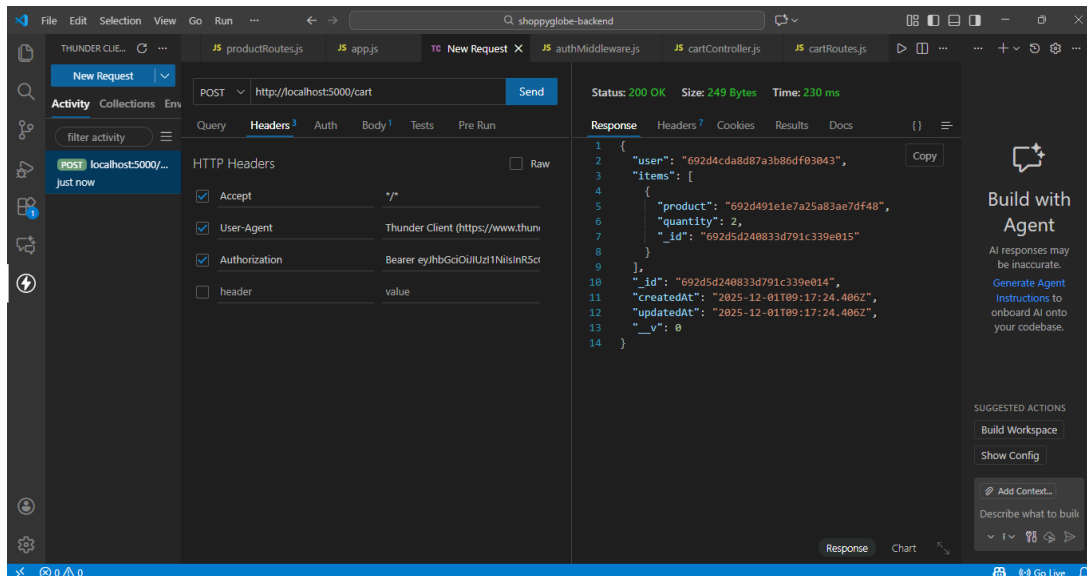 File Edit Selection View Go Run ··· shoppyglobe-backend
THUNDER CLIE... ···
JS productRoutes.js JS app.js TC New Request JS authMiddleware.js JS cartController.js JS cartRoutes.js
New Request
Activity Collections Env
filter activity
POST localhost:5000/...
just now
POST http://localhost:5000/cart Send
Query Headers 3 Auth Body 1 Tests Pre Run
HTTP Headers Raw
Accept */*
User-Agent Thunder Client (https://www.thun
Authorization
Bearer
header value
Status: 200 OK Size: 249 Bytes Time: 230 ms
Response Headers 7 Cookies Results Docs {}
Copy
1 {
2 "user": "692d4cda8d87a3b86df03043",
3 "items": [
4 {
5 "product": "692d491e1e7a25a83ae7df48",
6 "quantity": 2,
7 "_id": "692d5d240833d791c339e015"
8 }
9 ],
10 "_id": "692d5d240833d791c339e014",
11 "createdAt": "2025-12-01T09:17:24.406Z",
12 "updatedAt": "2025-12-01T09:17:24.406Z",
13 "__v": 0
14 }
Response Chart
Build with
Agent
AI responses may
be inaccurate.
Generate Agent
Instructions to
onboard AI onto
your codebase.
SUGGESTED ACTIONS
Build Workspace
Show Config
Add Context...
Describe what to build
1
0 0
Go Live